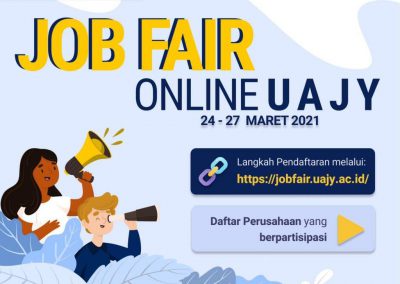 JOB FAIR
ONLINE UAJY
24 - 27 MARET 2021
Langkah Pendaftaran melalui:
https://jobfair.uajy.ac.id/
Daftar Perusahaan yang
berpartisipasi